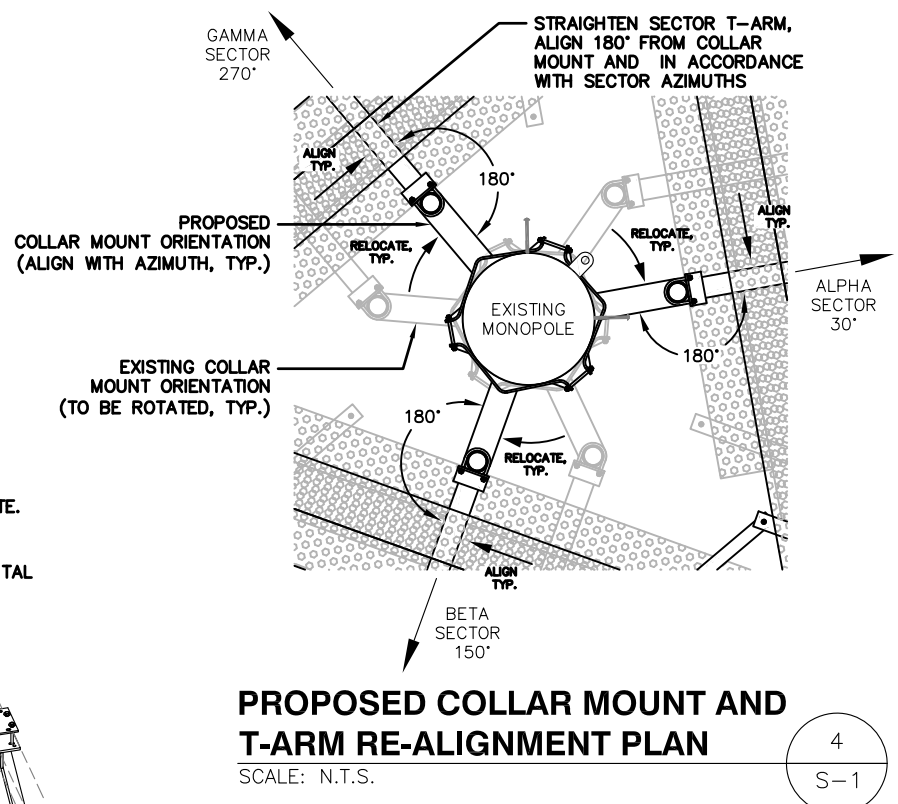 GAMMA
SECTOR
270°
STRAIGHTEN SECTOR T-ARM,
ALIGN 180° FROM COLLAR
MOUNT AND IN ACCORDANCE
WITH SECTOR AZIMUTHS
ALIGN
TYP.
180°
PROPOSED
COLLAR MOUNT ORIENTATION
(ALIGN WITH AZIMUTH, TYP.)
RELOCATE,
TYP.
RELOCATE,
TYP.
ALIGN
TYP.
EXISTING
MONOPOLE
ALPHA
SECTOR
30°
180°
EXISTING COLLAR
MOUNT ORIENTATION
(TO BE ROTATED, TYP.)
180°
RELOCATE,
TYP.
TE.
TAL
ALIGN
TYP.
BETA
SECTOR
150°
PROPOSED COLLAR MOUNT AND
T-ARM RE-ALIGNMENT PLAN
SCALE: N.T.S.
4
S-1